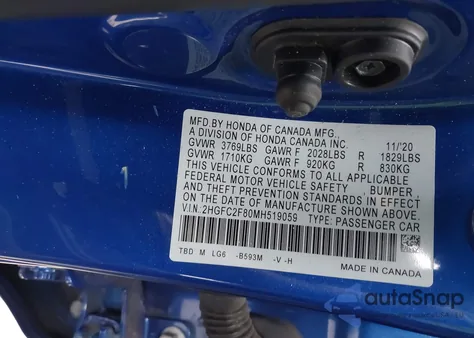 MFD.BY HONDA OF CANADA MFG.,
A DIVISION OF HONDA CANADA INC. 11/'20
GVWR 3769LBS GAWR F 2028LBS R 1829LBS
GVWR 1710KG GAWR F 920KG R 830KG
THIS VEHICLE CONFORMS TO ALL APPLICABLE
FEDERAL MOTOR VEHICLE SAFETY , BUMPER ,
AND THEFT PREVENTION STANDARDS IN EFFECT
ON THE DATE OF MANUFACTURE SHOWN ABOVE.
V.I.N.:2HGFC2F80MH519059 TYPE: PASSENGER CAR
TBD M LG6 -B593M -V -H
MADE IN CANADA
1
autoSnap